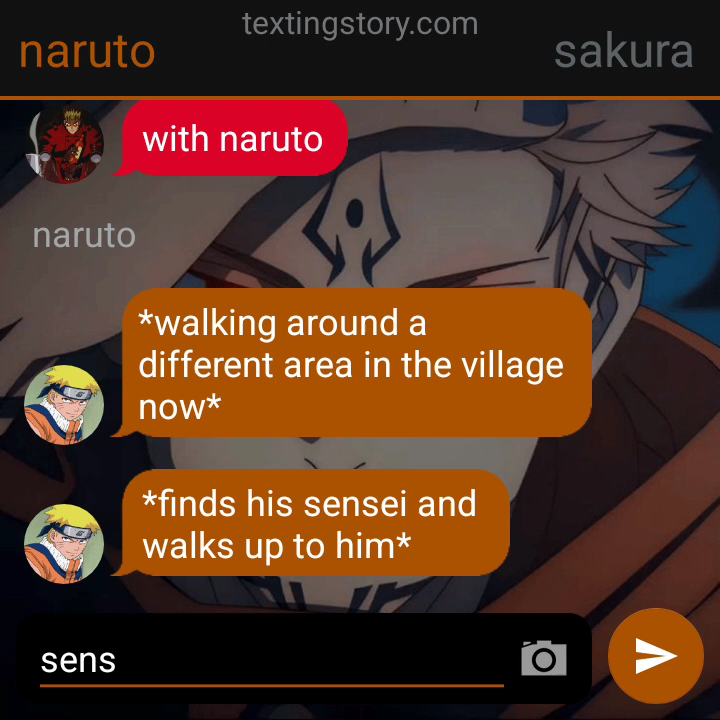 textingstory.com
naruto
sakura
with naruto
naruto
*walking around a
different area in the village
now*
*finds his sensei and
walks up to him*
sens